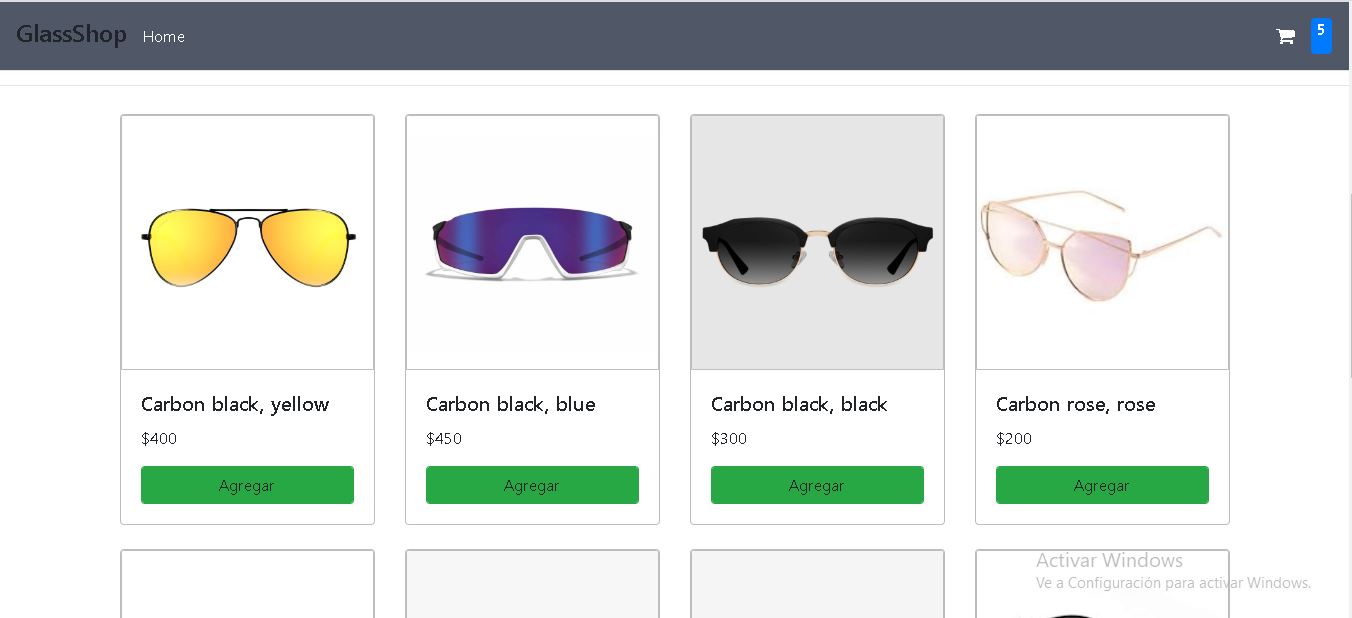 GlassShop Home 5
Carbon black, yellow
$400
Agregar
Carbon black, blue
$450
Agregar
Carbon black, black
$300
Agregar
Carbon rose, rose
$200
Agregar
Activar Windows
Ve a Configuración para activar Windows.